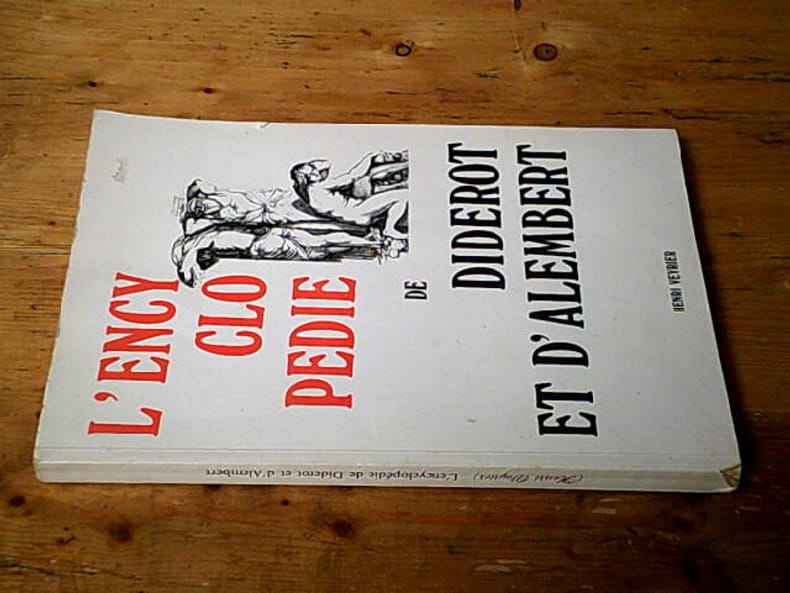 L'ENCY
CLO
PEDIE
DE
DIDEROT
ET D'ALEMBERT
HENRI VEYRIER
L'encyclopédie de Diderot et d'Alembert